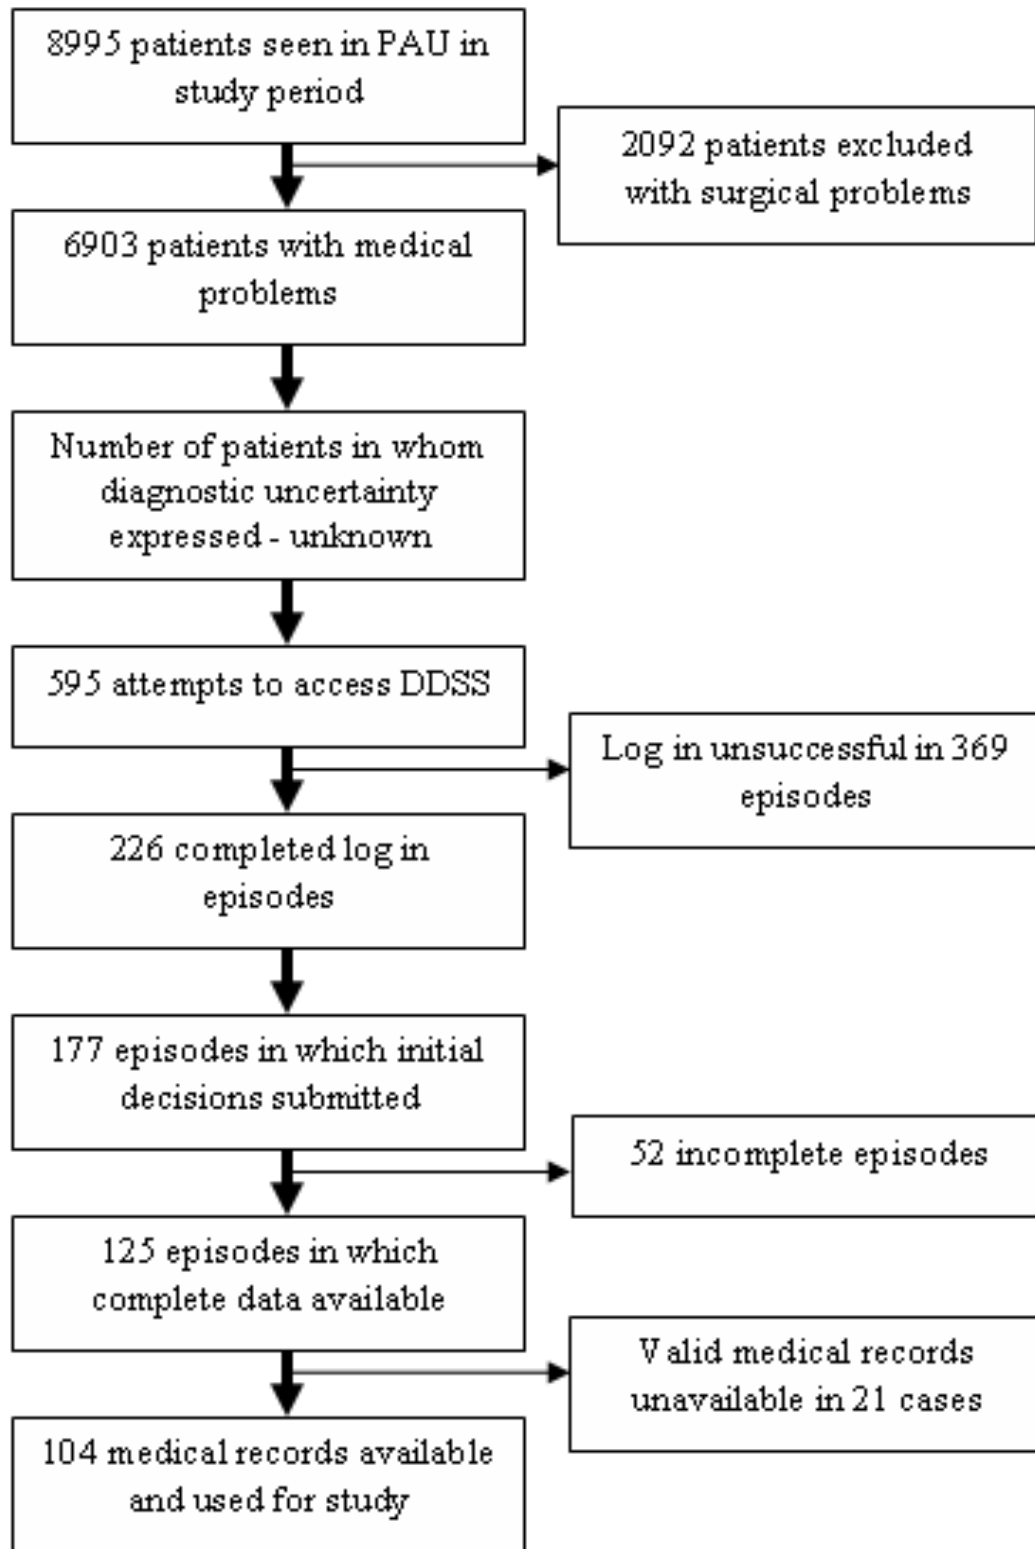 8995 patients seen in PAU in
study period
2092 patients excluded
with surgical problems
6903 patients with medical
problems
Number of patients in whom
diagnostic uncertainty
expressed - unknown
595 attempts to access DDSS
Log in unsuccessful in 369
episodes
226 completed log in
episodes
177 episodes in which initial
decisions submitted
52 incomplete episodes
125 episodes in which
complete data available
Valid medical records
unavailable in 21 cases
104 medical records available
and used for study